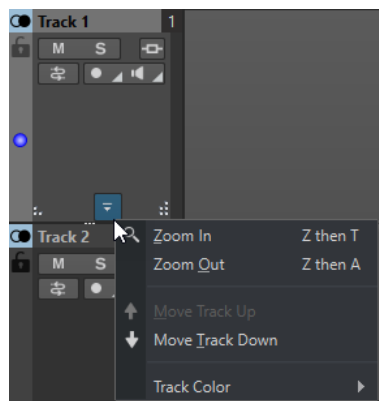 Track 1 1
M S
Track 2
M S
Zoom In Z then T
Zoom Out Z then A
Move Track Up
Move Track Down
Track Color